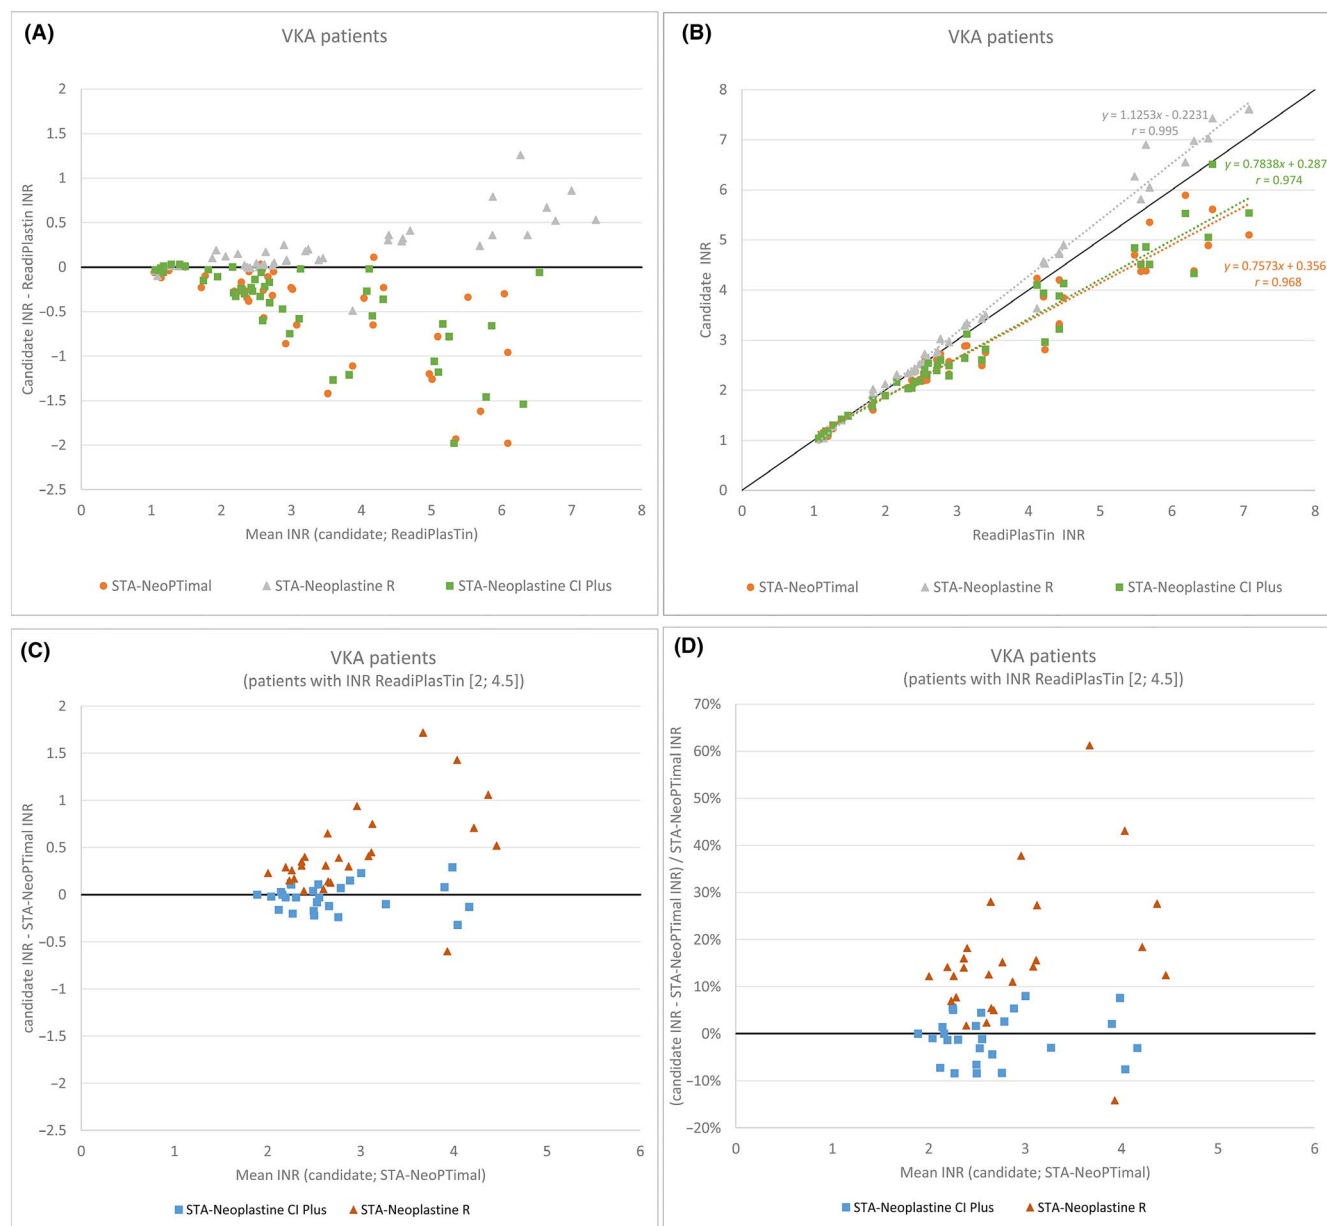 (A)
VKA patients
2
1.5
1
0.5
0
−0.5
−1
−1.5
−2
−2.5
Candidate INR - ReadiPlastin INR
0 1 2 3 4 5 6 7 8
Mean INR (candidate; ReadiPlasTin)
STA-NeoPTimal STA-Neoplastine R STA-Neoplastine CI Plus
(B)
VKA patients
8
7
6
5
4
3
2
1
0
Candidate INR
y = 1.1253x - 0.2231
r = 0.995
y = 0.7838x + 0.287
r = 0.974
y = 0.7573x + 0.356
r = 0.968
0 1 2 3 4 5 6 7 8
ReadiPlasTin INR
STA-NeoPTimal STA-Neoplastine R STA-Neoplastine CI Plus
(C)
VKA patients
(patients with INR ReadiPlasTin [2; 4.5])
2
1.5
1
0.5
0
−0.5
−1
−1.5
−2
−2.5
candidate INR - STA-NeoPTimal INR
0 1 2 3 4 5 6
Mean INR (candidate; STA-NeoPTimal)
STA-Neoplastine CI Plus STA-Neoplastine R
(D)
VKA patients
(patients with INR ReadiPlasTin [2; 4.5])
70%
60%
50%
40%
30%
20%
10%
0%
−10%
−20%
(candidate INR - STA-NeoPTimal INR) / STA-NeoPTimal INR
0 1 2 3 4 5 6
Mean INR (candidate; STA-NeoPTimal)
STA-Neoplastine CI Plus STA-Neoplastine R